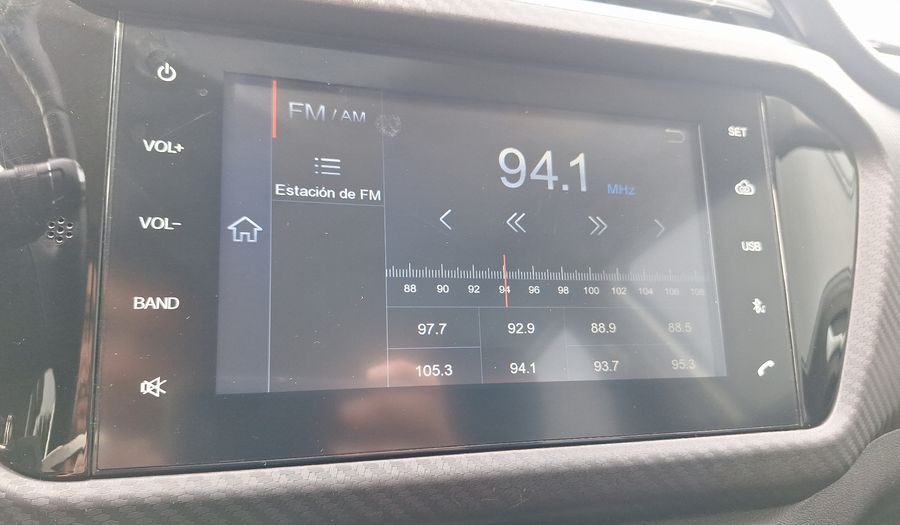 VOL+
VOL-
BAND
FM / AM
Estación de FM
94.1 MHz
88 90 92 94 96 98 100 102 104 106 108
97.7 92.9 88.9 88.5
105.3 94.1 93.7 95.3
SET
USB